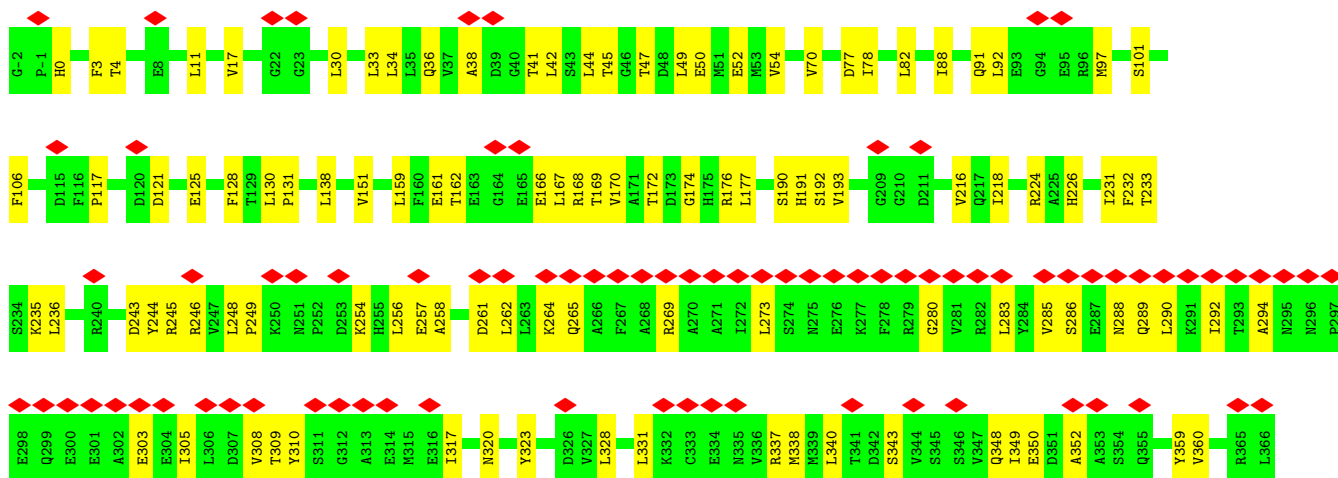 G-2 P-1 H0 F3 T4 E8 L11 V17 G22 G23 L30 L33 L34 L35 Q36 V37 A38 D39 G40 T41 L42 S43 L44 T45 G46 T47 D48 L49 E50 M51 E52 M53 V54 V70 D77 I78 L82 I88 Q91 L92 E93 G94 E95 R96 M97 S101
F106 D115 F116 P117 D120 D121 E125 F128 T129 L130 P131 L138 V151 L159 F160 E161 T162 E163 G164 E165 E166 L167 R168 T169 V170 A171 T172 D173 G174 H175 R176 L177 S190 H191 S192 V193 G209 G210 D211 V216 Q217 I218 R224 A225 H226 I231 F232 T233
S234 K235 L236 R240 D243 Y244 R245 R246 V247 L248 P249 K250 N251 P252 D253 K254 H255 L256 E257 A258 D261 L262 L263 K264 Q265 A266 F267 A268 R269 A270 A271 I272 L273 S274 N275 E276 K277 F278 R279 G280 V281 R282 L283 Y284 V285 S286 E287 N288 Q289 L290 K291 I292 T293 A294 N295 N296 P297
E298 Q299 E300 E301 A302 E303 E304 I305 L306 D307 V308 T309 Y310 S311 G312 A313 E314 M315 E316 I317 N320 Y323 D326 V327 L328 L331 K332 C333 E334 N335 V336 R337 M338 M339 L340 T341 D342 S343 V344 S345 S346 V347 Q348 I349 E350 D351 A352 A353 S354 Q355 Y359 V360 R365 L366